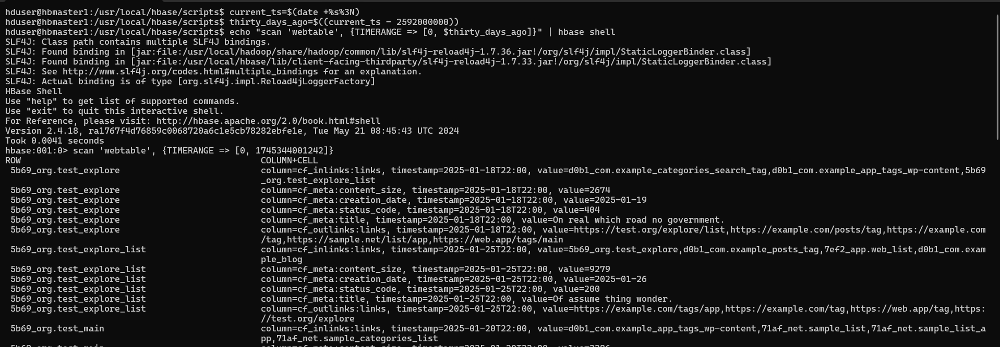 hduser@hbmaster1:/usr/local/hbase/scripts$ current_ts=$(date +%s%3N)
hduser@hbmaster1:/usr/local/hbase/scripts$ thirty_days_ago=$((current_ts - 2592000000))
hduser@hbmaster1:/usr/local/hbase/scripts$ echo "scan 'webtable', {TIMERANGE => [0, $thirty_days_ago]}" | hbase shell
SLF4J: Class path contains multiple SLF4J bindings.
SLF4J: Found binding in [jar:file:/usr/local/hadoop/share/hadoop/common/lib/slf4j-reload4j-1.7.36.jar!/org/slf4j/impl/StaticLoggerBinder.class]
SLF4J: Found binding in [jar:file:/usr/local/hbase/lib/client-facing-thirdparty/slf4j-reload4j-1.7.33.jar!/org/slf4j/impl/StaticLoggerBinder.class]
SLF4J: See http://www.slf4j.org/codes.html#multiple_bindings for an explanation.
SLF4J: Actual binding is of type [org.slf4j.impl.Reload4jLoggerFactory]
HBase Shell
Use "help" to get list of supported commands.
Use "exit" to quit this interactive shell.
For Reference, please visit: http://hbase.apache.org/2.0/book.html#shell
Version 2.4.18, ra1767f4d76859c0068720a6c1e5cb78282ebfe1e, Tue May 21 08:45:43 UTC 2024
Took 0.0041 seconds
hbase:001:0> scan 'webtable', {TIMERANGE => [0, 1745344001242]}
ROW COLUMN+CELL
5b69_org.test_explore column=cf_inlinks:links, timestamp=2025-01-18T22:00, value=d0b1_com.example_categories_search_tag,d0b1_com.example_app_tags_wp-content,5b69
_org.test_explore_list
5b69_org.test_explore column=cf_meta:content_size, timestamp=2025-01-18T22:00, value=2674
5b69_org.test_explore column=cf_meta:creation_date, timestamp=2025-01-18T22:00, value=2025-01-19
5b69_org.test_explore column=cf_meta:status_code, timestamp=2025-01-18T22:00, value=404
5b69_org.test_explore column=cf_meta:title, timestamp=2025-01-18T22:00, value=On real which road no government.
5b69_org.test_explore column=cf_outlinks:links, timestamp=2025-01-18T22:00, value=https://test.org/explore/list,https://example.com/posts/tag,https://example.com
/tag,https://sample.net/list/app,https://web.app/tags/main
5b69_org.test_explore_list column=cf_inlinks:links, timestamp=2025-01-25T22:00, value=5b69_org.test_explore,d0b1_com.example_posts_tag,7ef2_app.web_list,d0b1_com.exam
ple_blog
5b69_org.test_explore_list column=cf_meta:content_size, timestamp=2025-01-25T22:00, value=9279
5b69_org.test_explore_list column=cf_meta:creation_date, timestamp=2025-01-25T22:00, value=2025-01-26
5b69_org.test_explore_list column=cf_meta:status_code, timestamp=2025-01-25T22:00, value=200
5b69_org.test_explore_list column=cf_meta:title, timestamp=2025-01-25T22:00, value=Of assume thing wonder.
5b69_org.test_explore_list column=cf_outlinks:links, timestamp=2025-01-25T22:00, value=https://example.com/tags/app,https://example.com/tag,https://web.app/tag,https:
//test.org/explore
5b69_org.test_main column=cf_inlinks:links, timestamp=2025-01-20T22:00, value=d0b1_com.example_app_tags_wp-content,71af_net.sample_list,71af_net.sample_list_a
pp,71af_net.sample_categories_list